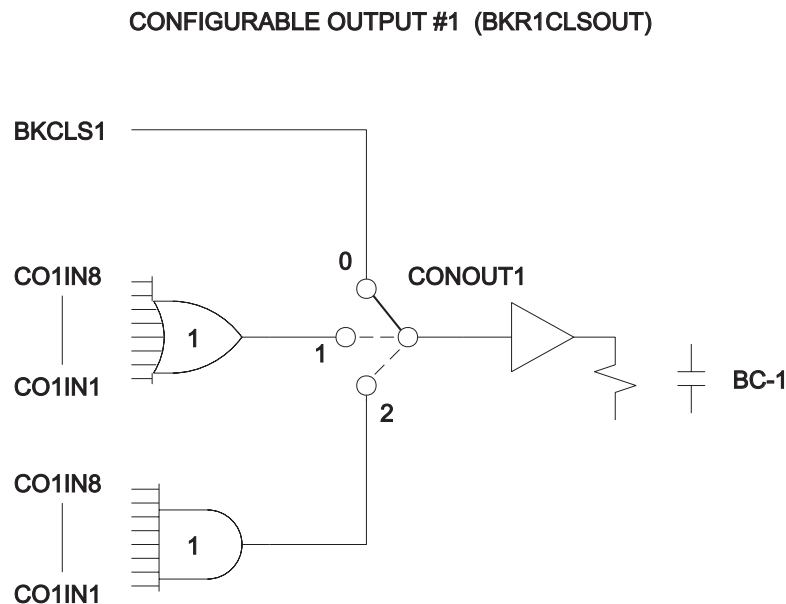 CONFIGURABLE OUTPUT #1 (BKR1CLSOUT)
BKCLS1
0
CONOUT1
CO1IN8
1
1
CO1IN1
BC-1
2
CO1IN8
1
CO1IN1